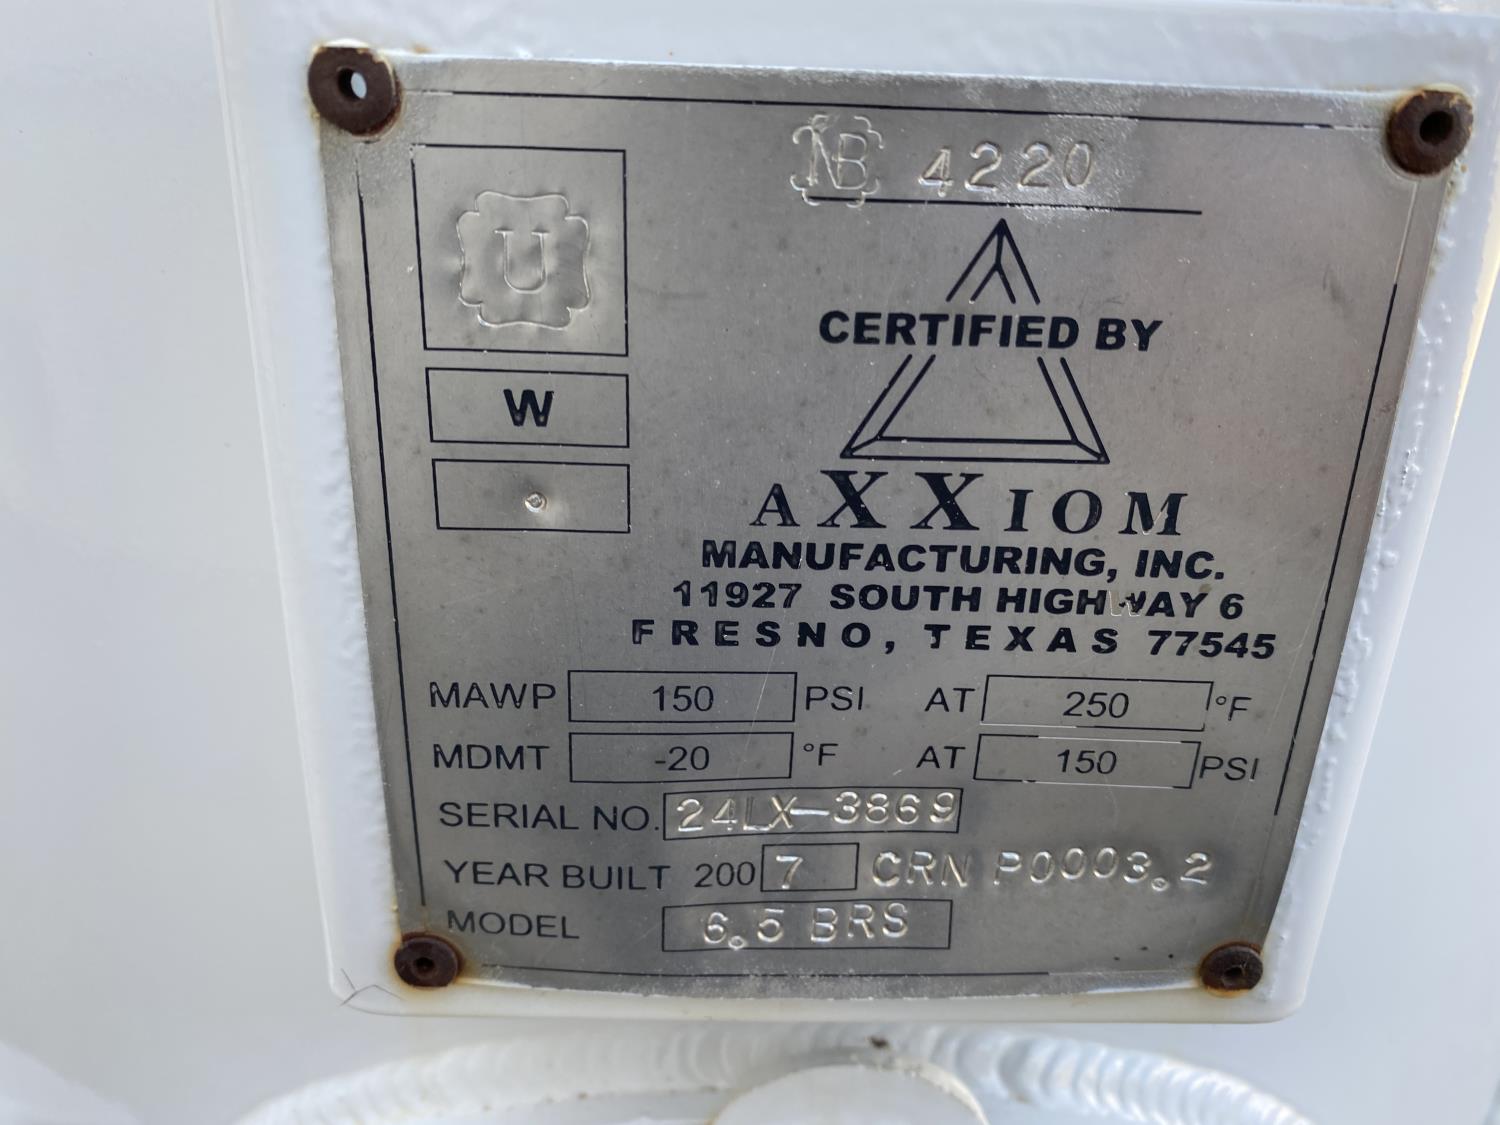 NB 4220
U
W
CERTIFIED BY
AXXIOM
MANUFACTURING, INC.
11927 SOUTH HIGHWAY 6
FRESNO, TEXAS 77545
MAWP 150 PSI AT 250 °F
MDMT -20 °F AT 150 PSI
SERIAL NO. 24LX-3869
YEAR BUILT 2007 CRN P0003.2
MODEL 6.5 BRS